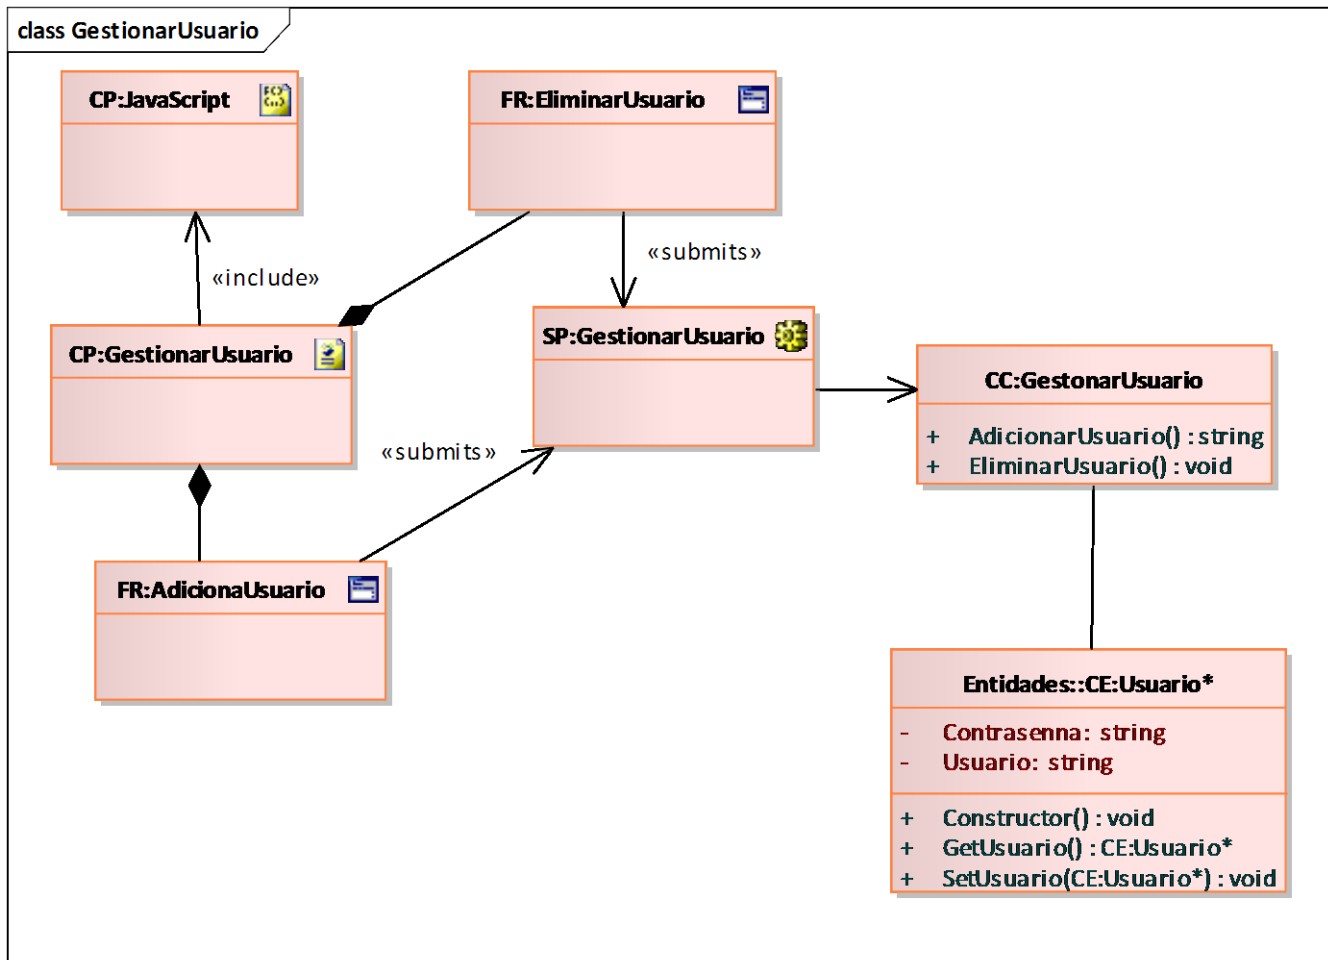 class GestionarUsuario
CP:JavaScript
FR:EliminarUsuario
«submits»
«include»
CP:GestionarUsuario
SP:GestionarUsuario
CC:GestonarUsuario
+ AdicionarUsuario() : string
+ EliminarUsuario() : void
«submits»
FR:AdicionaUsuario
Entidades::CE:Usuario*
- Contrasenna: string
- Usuario: string
+ Constructor() : void
+ GetUsuario() : CE:Usuario*
+ SetUsuario(CE:Usuario*) : void